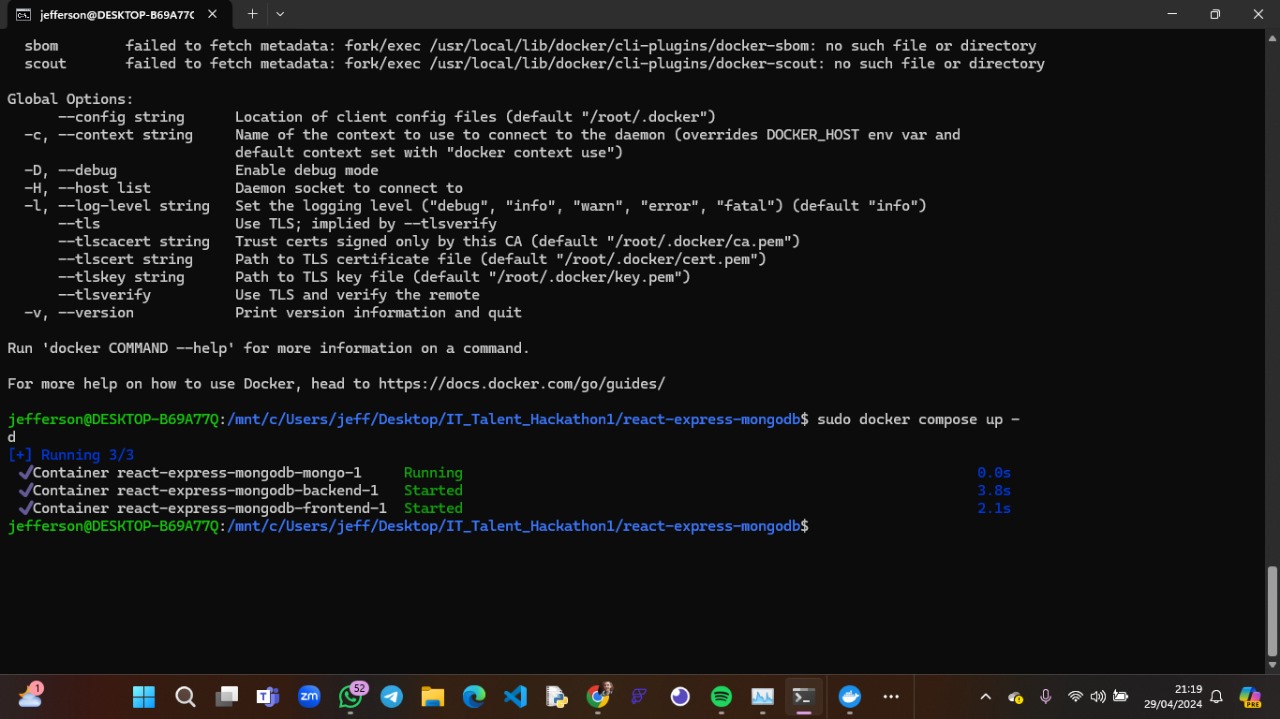 jefferson@DESKTOP-B69A77(
sbom failed to fetch metadata: fork/exec /usr/local/lib/docker/cli-plugins/docker-sbom: no such file or directory
scout failed to fetch metadata: fork/exec /usr/local/lib/docker/cli-plugins/docker-scout: no such file or directory
Global Options:
--config string Location of client config files (default "/root/.docker")
-c, --context string Name of the context to use to connect to the daemon (overrides DOCKER_HOST env var and
default context set with "docker context use")
-D, --debug Enable debug mode
-H, --host list Daemon socket to connect to
-l, --log-level string Set the logging level ("debug", "info", "warn", "error", "fatal") (default "info")
--tls Use TLS; implied by --tlsverify
--tlscacert string Trust certs signed only by this CA (default "/root/.docker/ca.pem")
--tlscert string Path to TLS certificate file (default "/root/.docker/cert.pem")
--tlskey string Path to TLS key file (default "/root/.docker/key.pem")
--tlsverify Use TLS and verify the remote
-v, --version Print version information and quit
Run 'docker COMMAND --help' for more information on a command.
For more help on how to use Docker, head to https://docs.docker.com/go/guides/
jefferson@DESKTOP-B69A77Q:/mnt/c/Users/jeff/Desktop/IT_Talent_Hackathon1/react-express-mongodb$ sudo docker compose up -
d
[+] Running 3/3
✔Container react-express-mongodb-mongo-1 Running 0.0s
✔Container react-express-mongodb-backend-1 Started 3.8s
✔Container react-express-mongodb-frontend-1 Started 2.1s
jefferson@DESKTOP-B69A77Q:/mnt/c/Users/jeff/Desktop/IT_Talent_Hackathon1/react-express-mongodb$
1
zm
52
PRE
21:19
29/04/2024